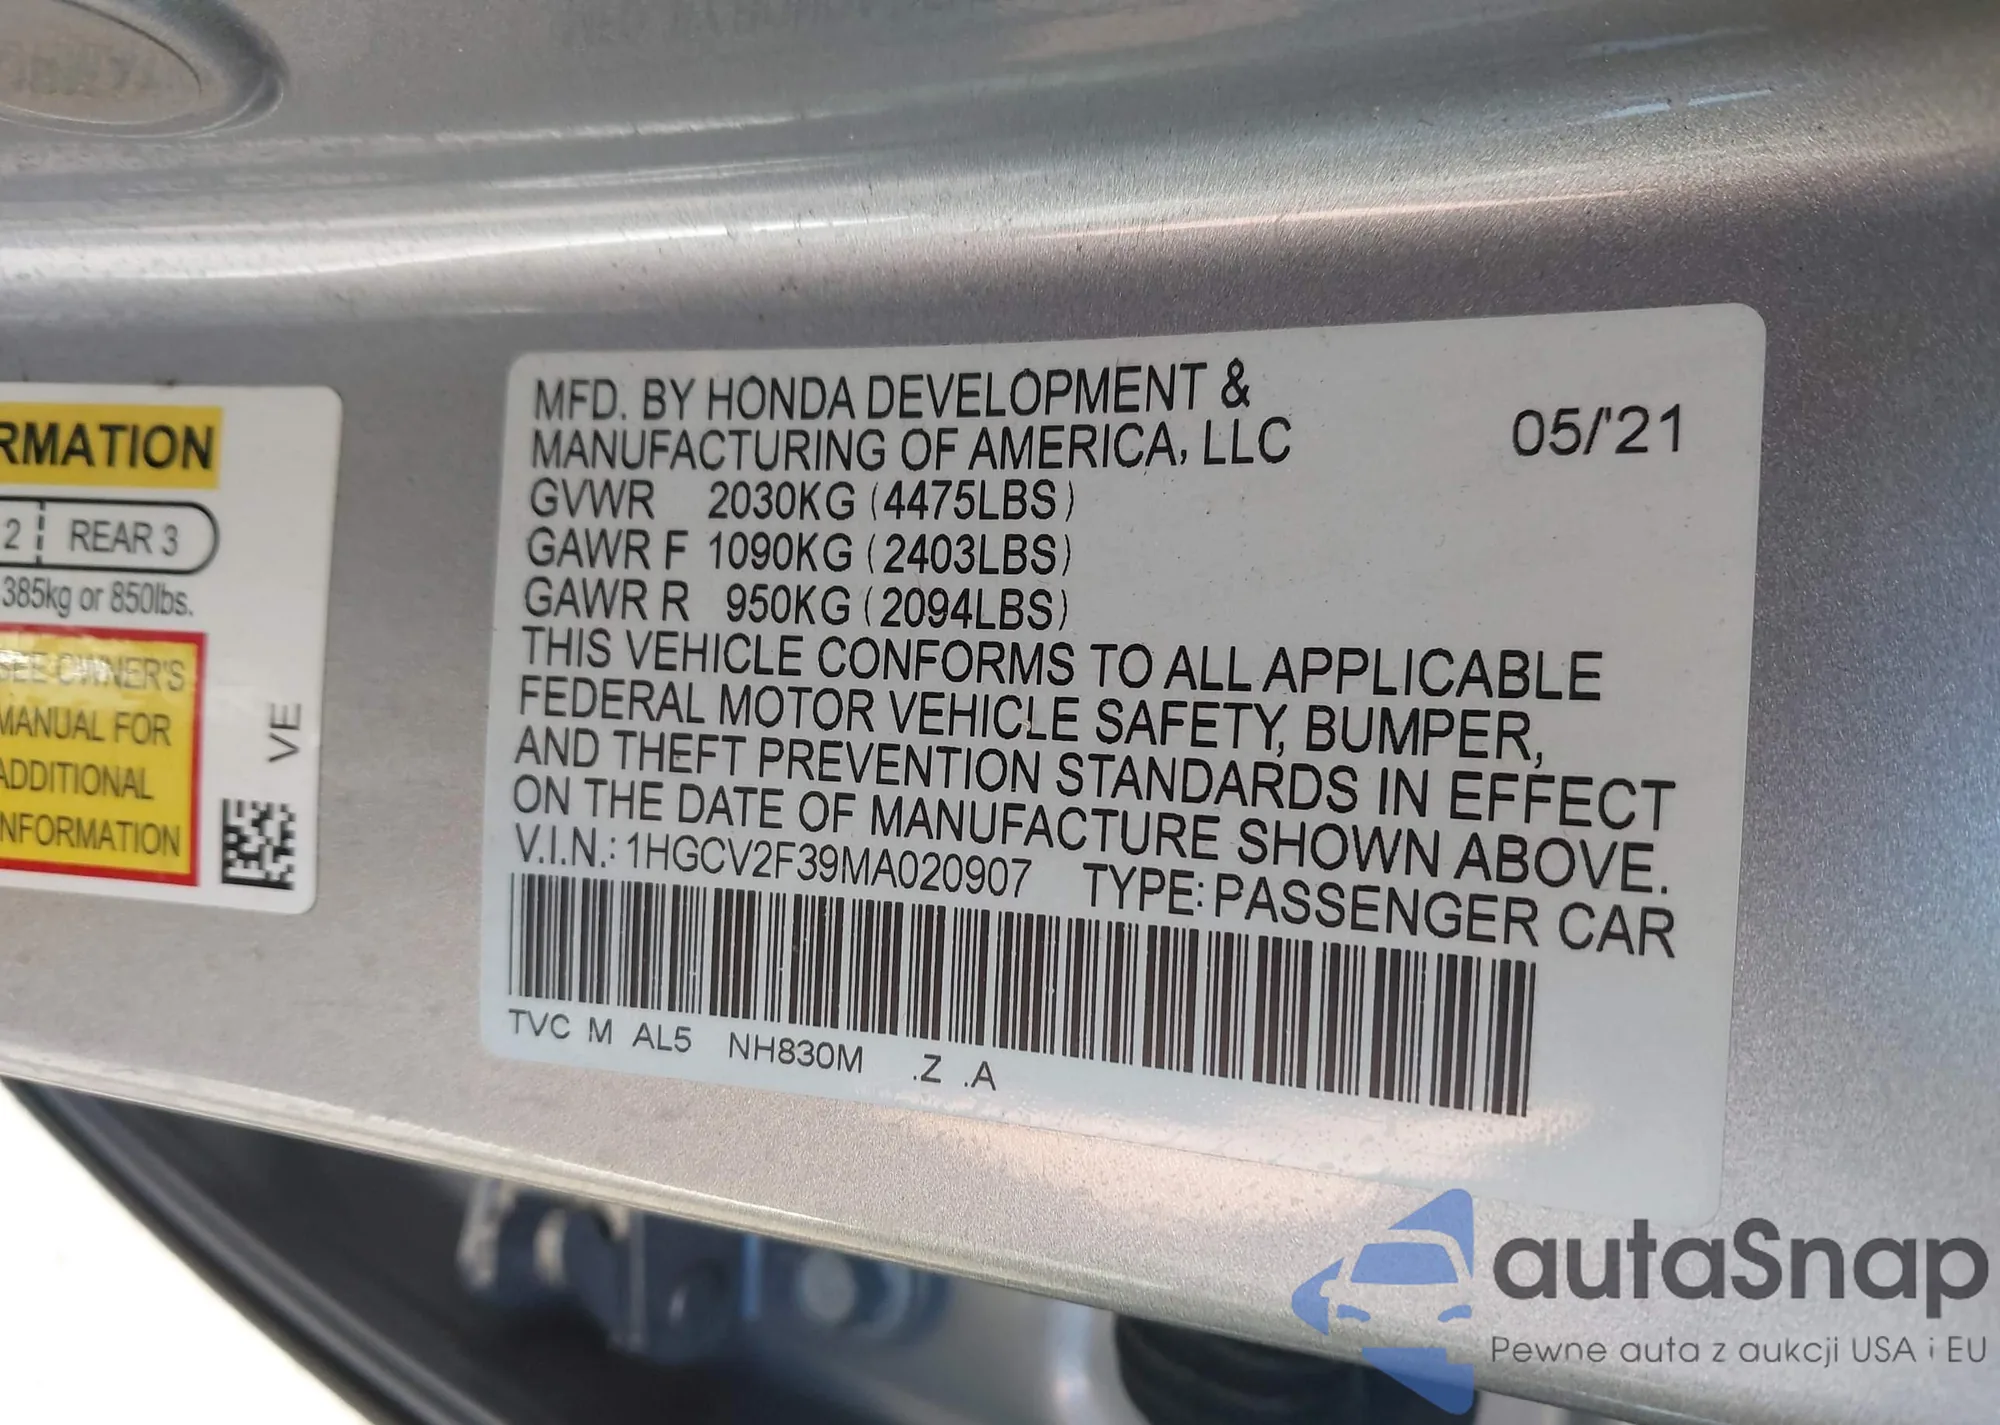 RMATION
2 REAR 3
385kg or 850lbs.
SEE OWNER'S
MANUAL FOR
ADDITIONAL
INFORMATION
VE
MFD. BY HONDA DEVELOPMENT &
MANUFACTURING OF AMERICA, LLC 05/'21
GVWR 2030KG (4475LBS)
GAWR F 1090KG (2403LBS)
GAWR R 950KG (2094LBS)
THIS VEHICLE CONFORMS TO ALL APPLICABLE
FEDERAL MOTOR VEHICLE SAFETY, BUMPER,
AND THEFT PREVENTION STANDARDS IN EFFECT
ON THE DATE OF MANUFACTURE SHOWN ABOVE.
V.I.N.: 1HGCV2F39MA020907 TYPE: PASSENGER CAR
TVC M AL5 NH830M .Z .A
autaSnap
Pewne auta z aukcji USA i EU